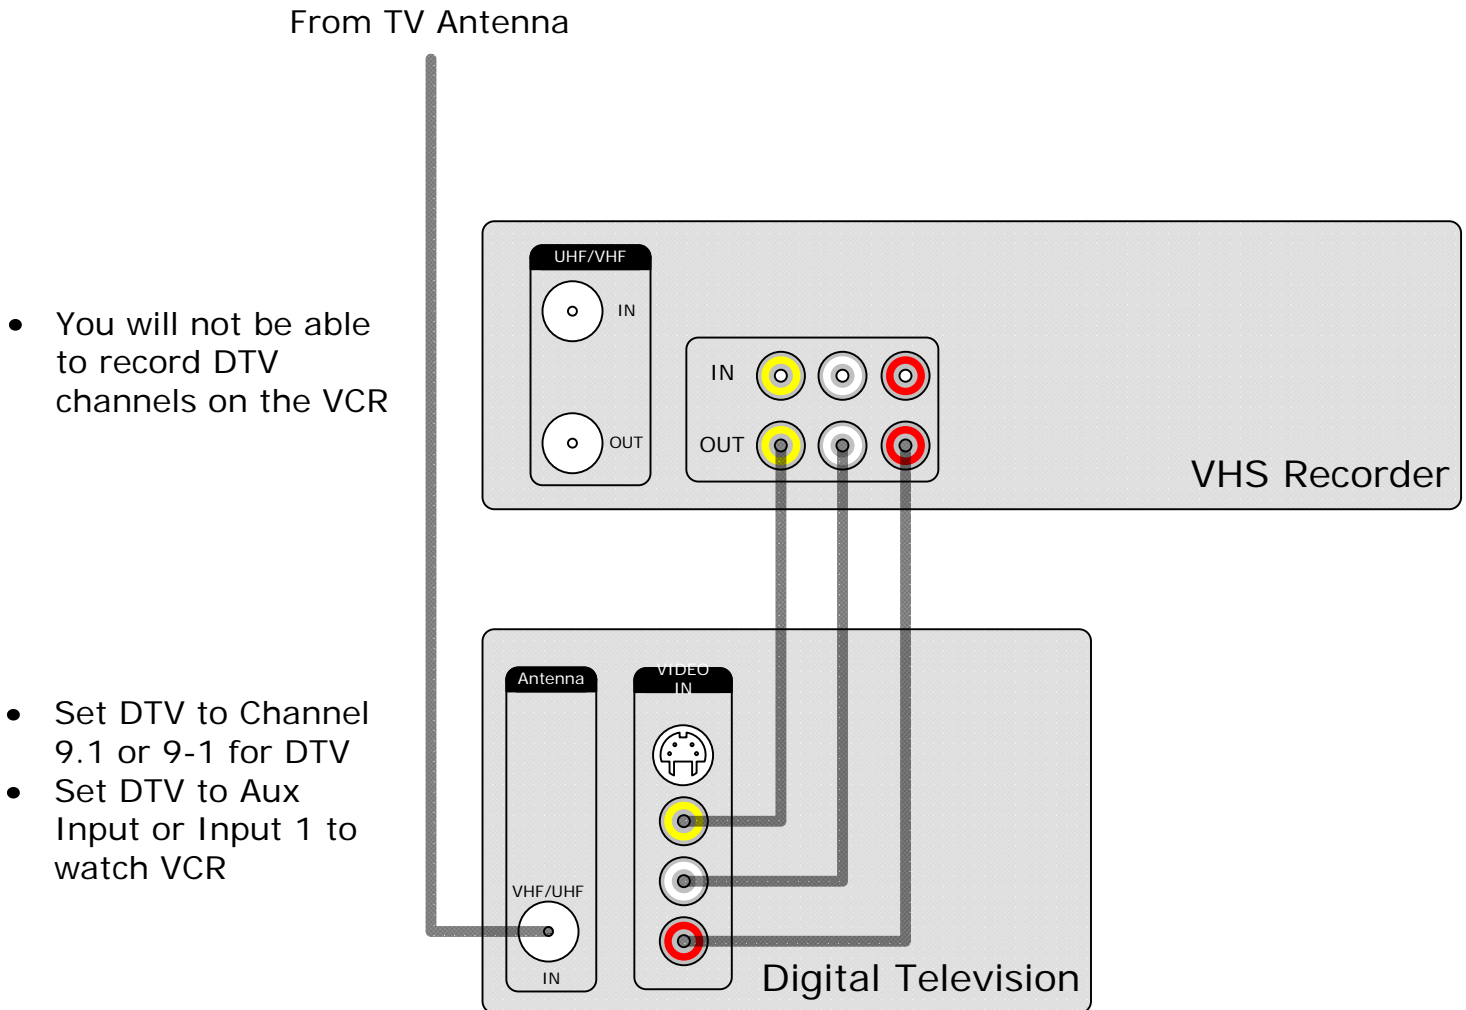 From TV Antenna
UHF/VHF
IN
• You will not be able
to record DTV
channels on the VCR
IN
OUT
OUT
VHS Recorder
Antenna
VIDEO
IN
• Set DTV to Channel
9.1 or 9-1 for DTV
• Set DTV to Aux
Input or Input 1 to
watch VCR
VHF/UHF
IN
Digital Television